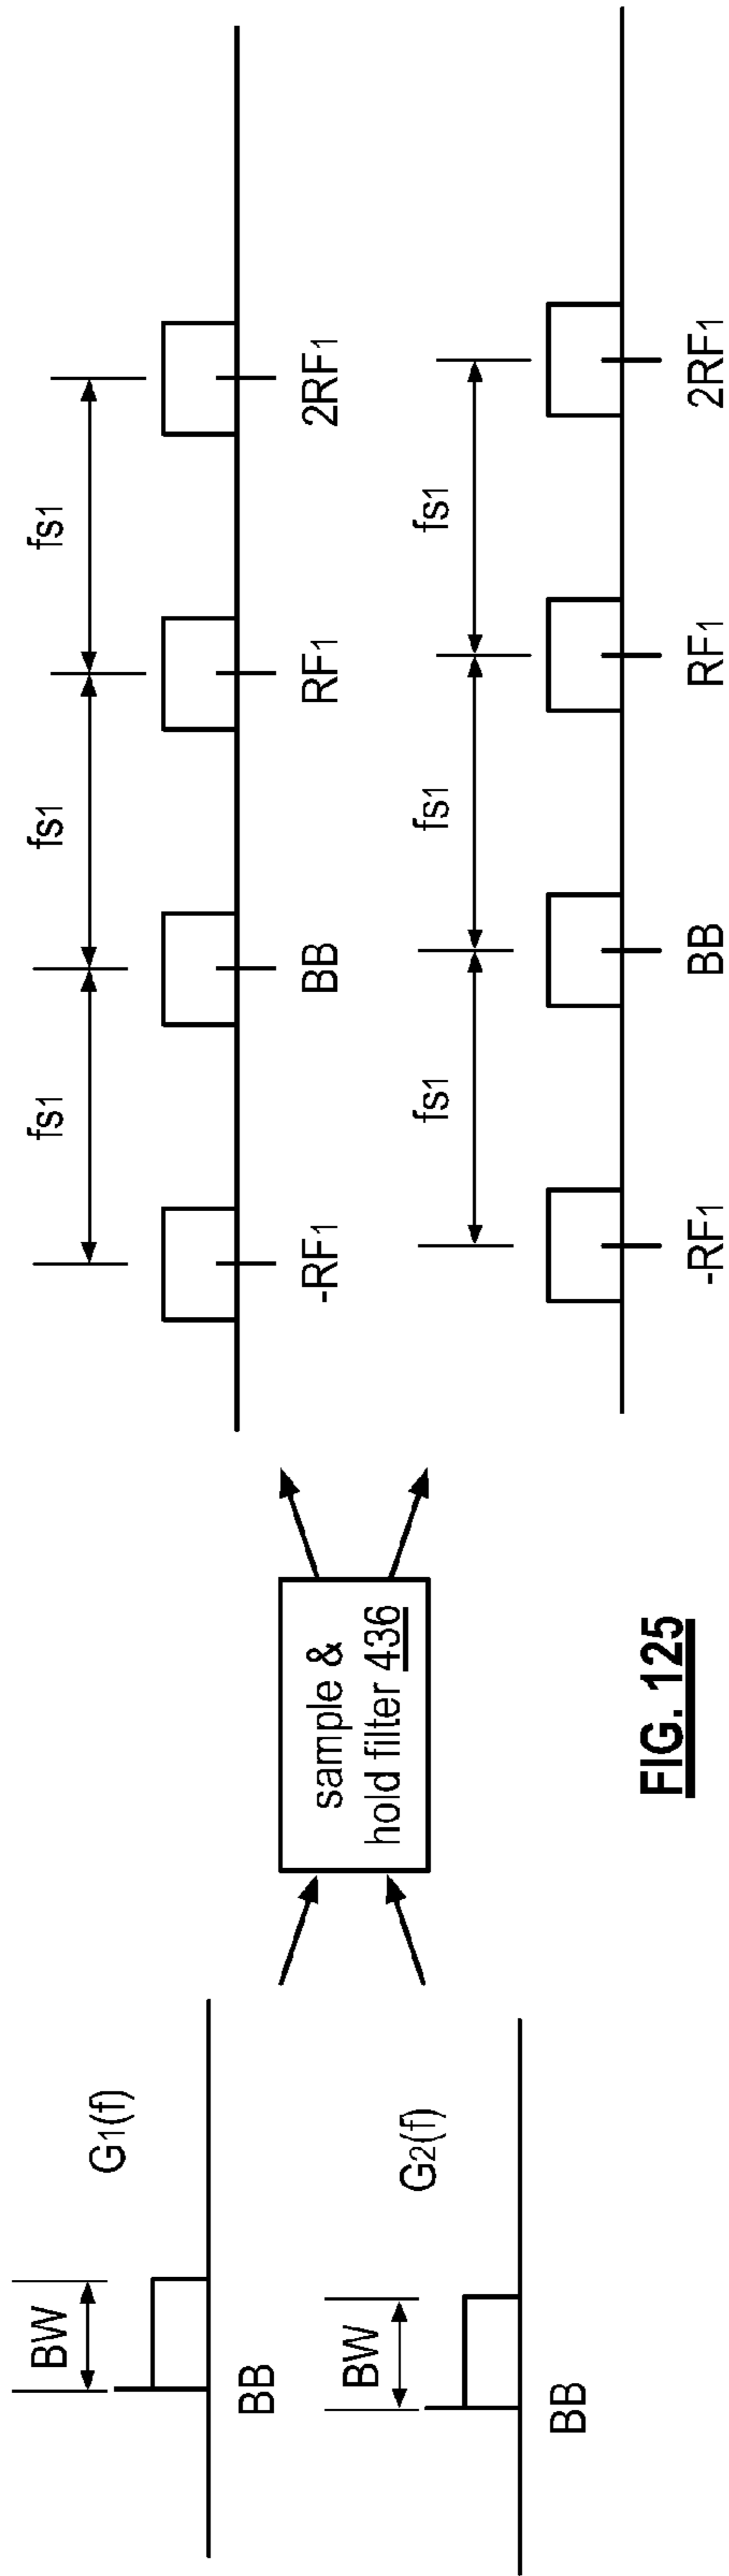 BW
G1(f)
BB
BW
G2(f)
BB
sample &
hold filter 436
fs1
fs1
fs1
-RF1
BB
RF1
2RF1
fs1
fs1
fs1
-RF1
BB
RF1
2RF1
FIG. 125